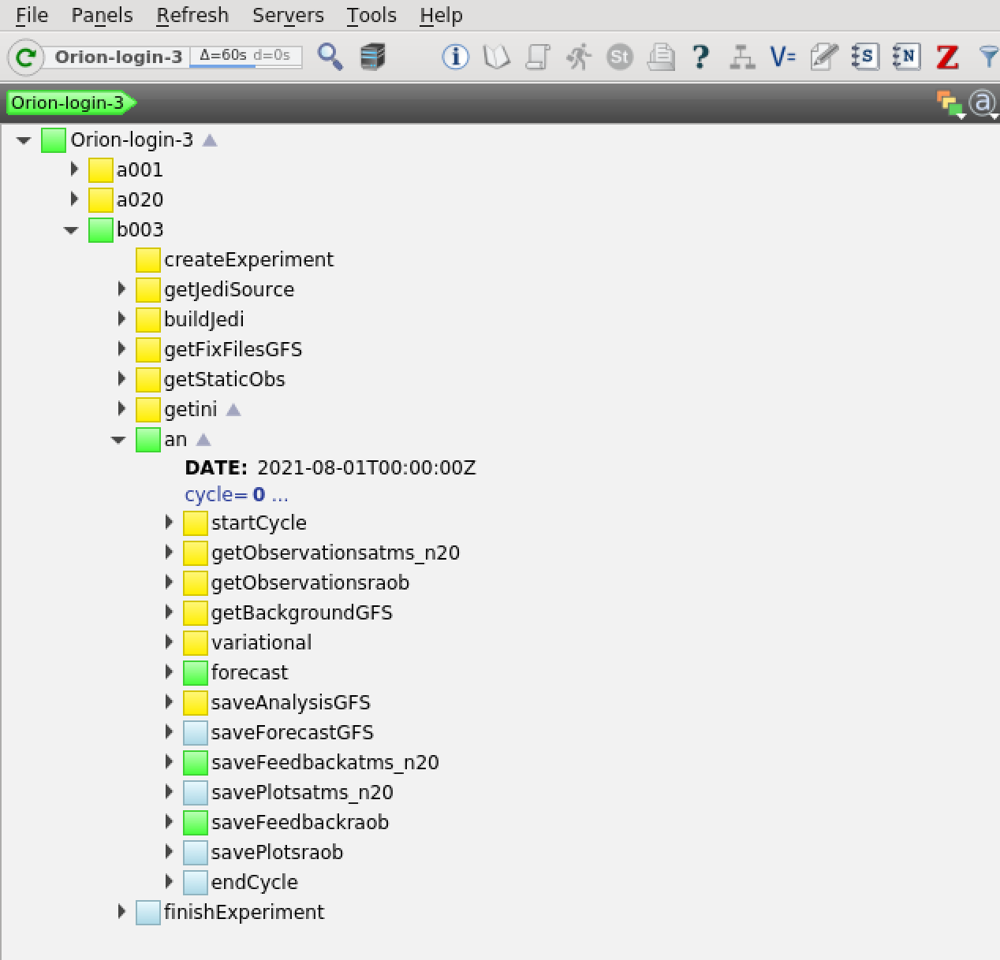 File Panels Refresh Servers Tools Help
Orion-login-3 Δ=60s d=0s i St ? V= S N Z
Orion-login-3 a
Orion-login-3
a001
a020
b003
createExperiment
getJediSource
buildJedi
getFixFilesGFS
getStaticObs
getini
an
DATE: 2021-08-01T00:00:00Z
cycle= 0 ...
startCycle
getObservationsatms_n20
getObservationsraob
getBackgroundGFS
variational
forecast
saveAnalysisGFS
saveForecastGFS
saveFeedbackatms_n20
savePlotsatms_n20
saveFeedbackraob
savePlotsraob
endCycle
finishExperiment